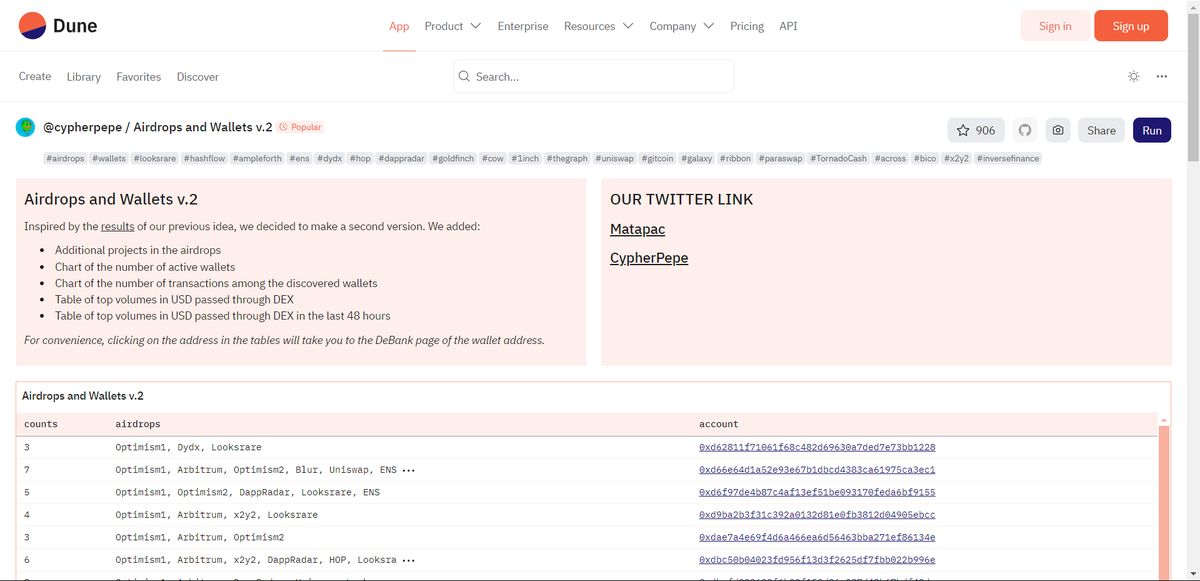 Dune
App Product Enterprise Resources Company Pricing API
Sign in Sign up
Create Library Favorites Discover
Search...
@cypherpepe / Airdrops and Wallets v.2 Popular
906 Share Run
#airdrops #wallets #looksrare #hashflow #ampleforth #ens #dydx #hop #dappradar #goldfinch #cow #1inch #thegraph #uniswap #gitcoin #galaxy #ribbon #paraswap #TornadoCash #across #bico #x2y2 #inversefinance
Airdrops and Wallets v.2
Inspired by the results of our previous idea, we decided to make a second version. We added:
• Additional projects in the airdrops
• Chart of the number of active wallets
• Chart of the number of transactions among the discovered wallets
• Table of top volumes in USD passed through DEX
• Table of top volumes in USD passed through DEX in the last 48 hours
For convenience, clicking on the address in the tables will take you to the DeBank page of the wallet address.
OUR TWITTER LINK
Matapac
CypherPepe
Airdrops and Wallets v.2
counts airdrops account
3 Optimism1, Dydx, Looksrare 0xd62811f71061f68c482d69630a7ded7e73bb1228
7 Optimism1, Arbitrum, Optimism2, Blur, Uniswap, ENS ••• 0xd66e64d1a52e93e67b1dbcd4383ca61975ca3ec1
5 Optimism1, Optimism2, DappRadar, Looksrare, ENS 0xd6f97de4b87c4af13ef51be093170feda6bf9155
4 Optimism1, Arbitrum, x2y2, Looksrare 0xd9ba2b3f31c392a0132d81e0fb3812d04905ebcc
3 Optimism1, Arbitrum, Optimism2 0xdae7a4e69f4d6a466ea6d56463bba271ef86134e
6 Optimism1, Arbitrum, x2y2, DappRadar, HOP, Looksra ••• 0xdbc50b04023fd956f13d3f2625df7fbb022b996e